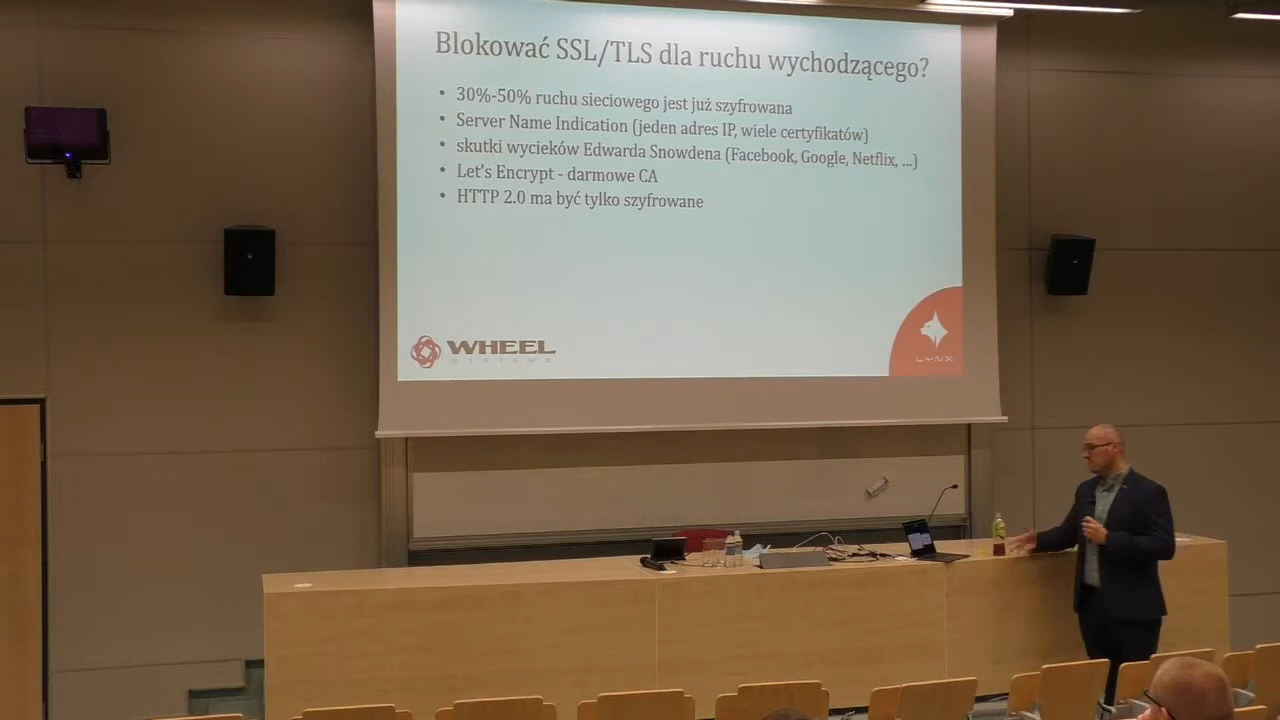 Blokować SSL/TLS dla ruchu wychodzącego?
• 30%-50% ruchu sieciowego jest już szyfrowana
• Server Name Indication (jeden adres IP, wiele certyfikatów)
• skutki wycieków Edwarda Snowdena (Facebook, Google, Netflix, ...)
• Let's Encrypt - darmowe CA
• HTTP 2.0 ma być tylko szyfrowane
WHEEL
SYSTEMS
LYNX